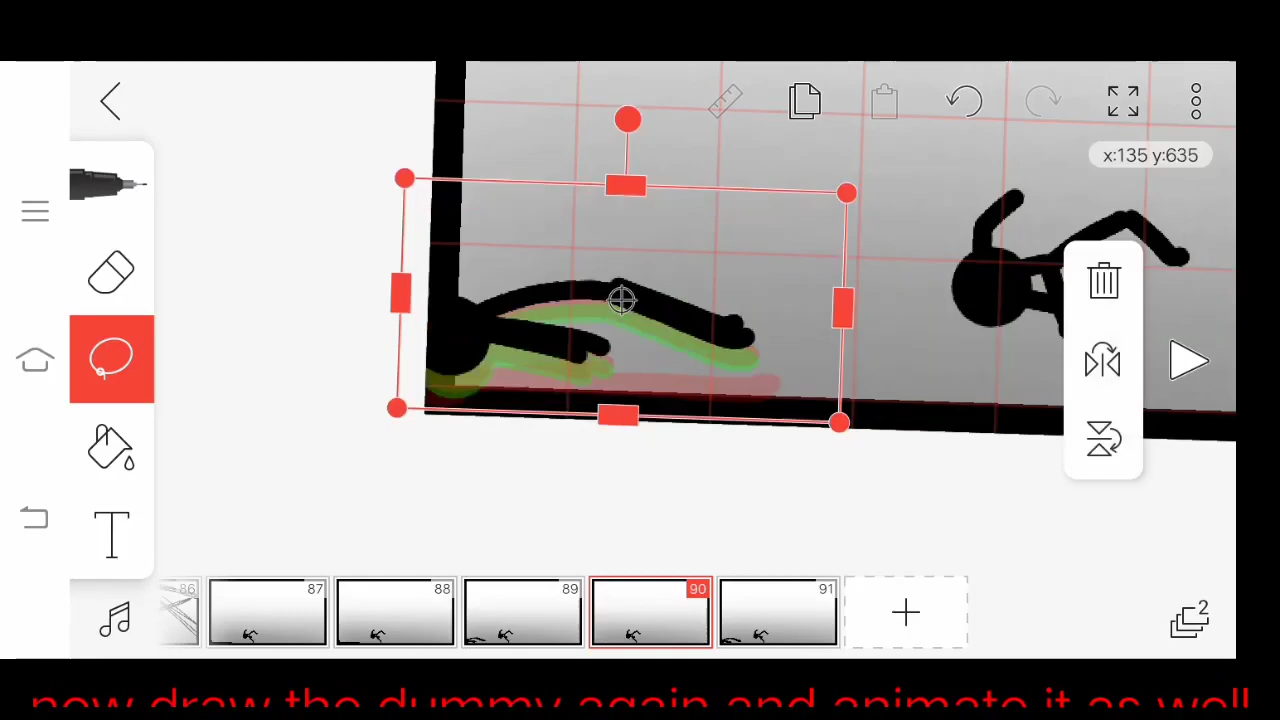 x:135 y:635
T
86
87
88
89
90
91
2
now draw the dummy again and animate it as well